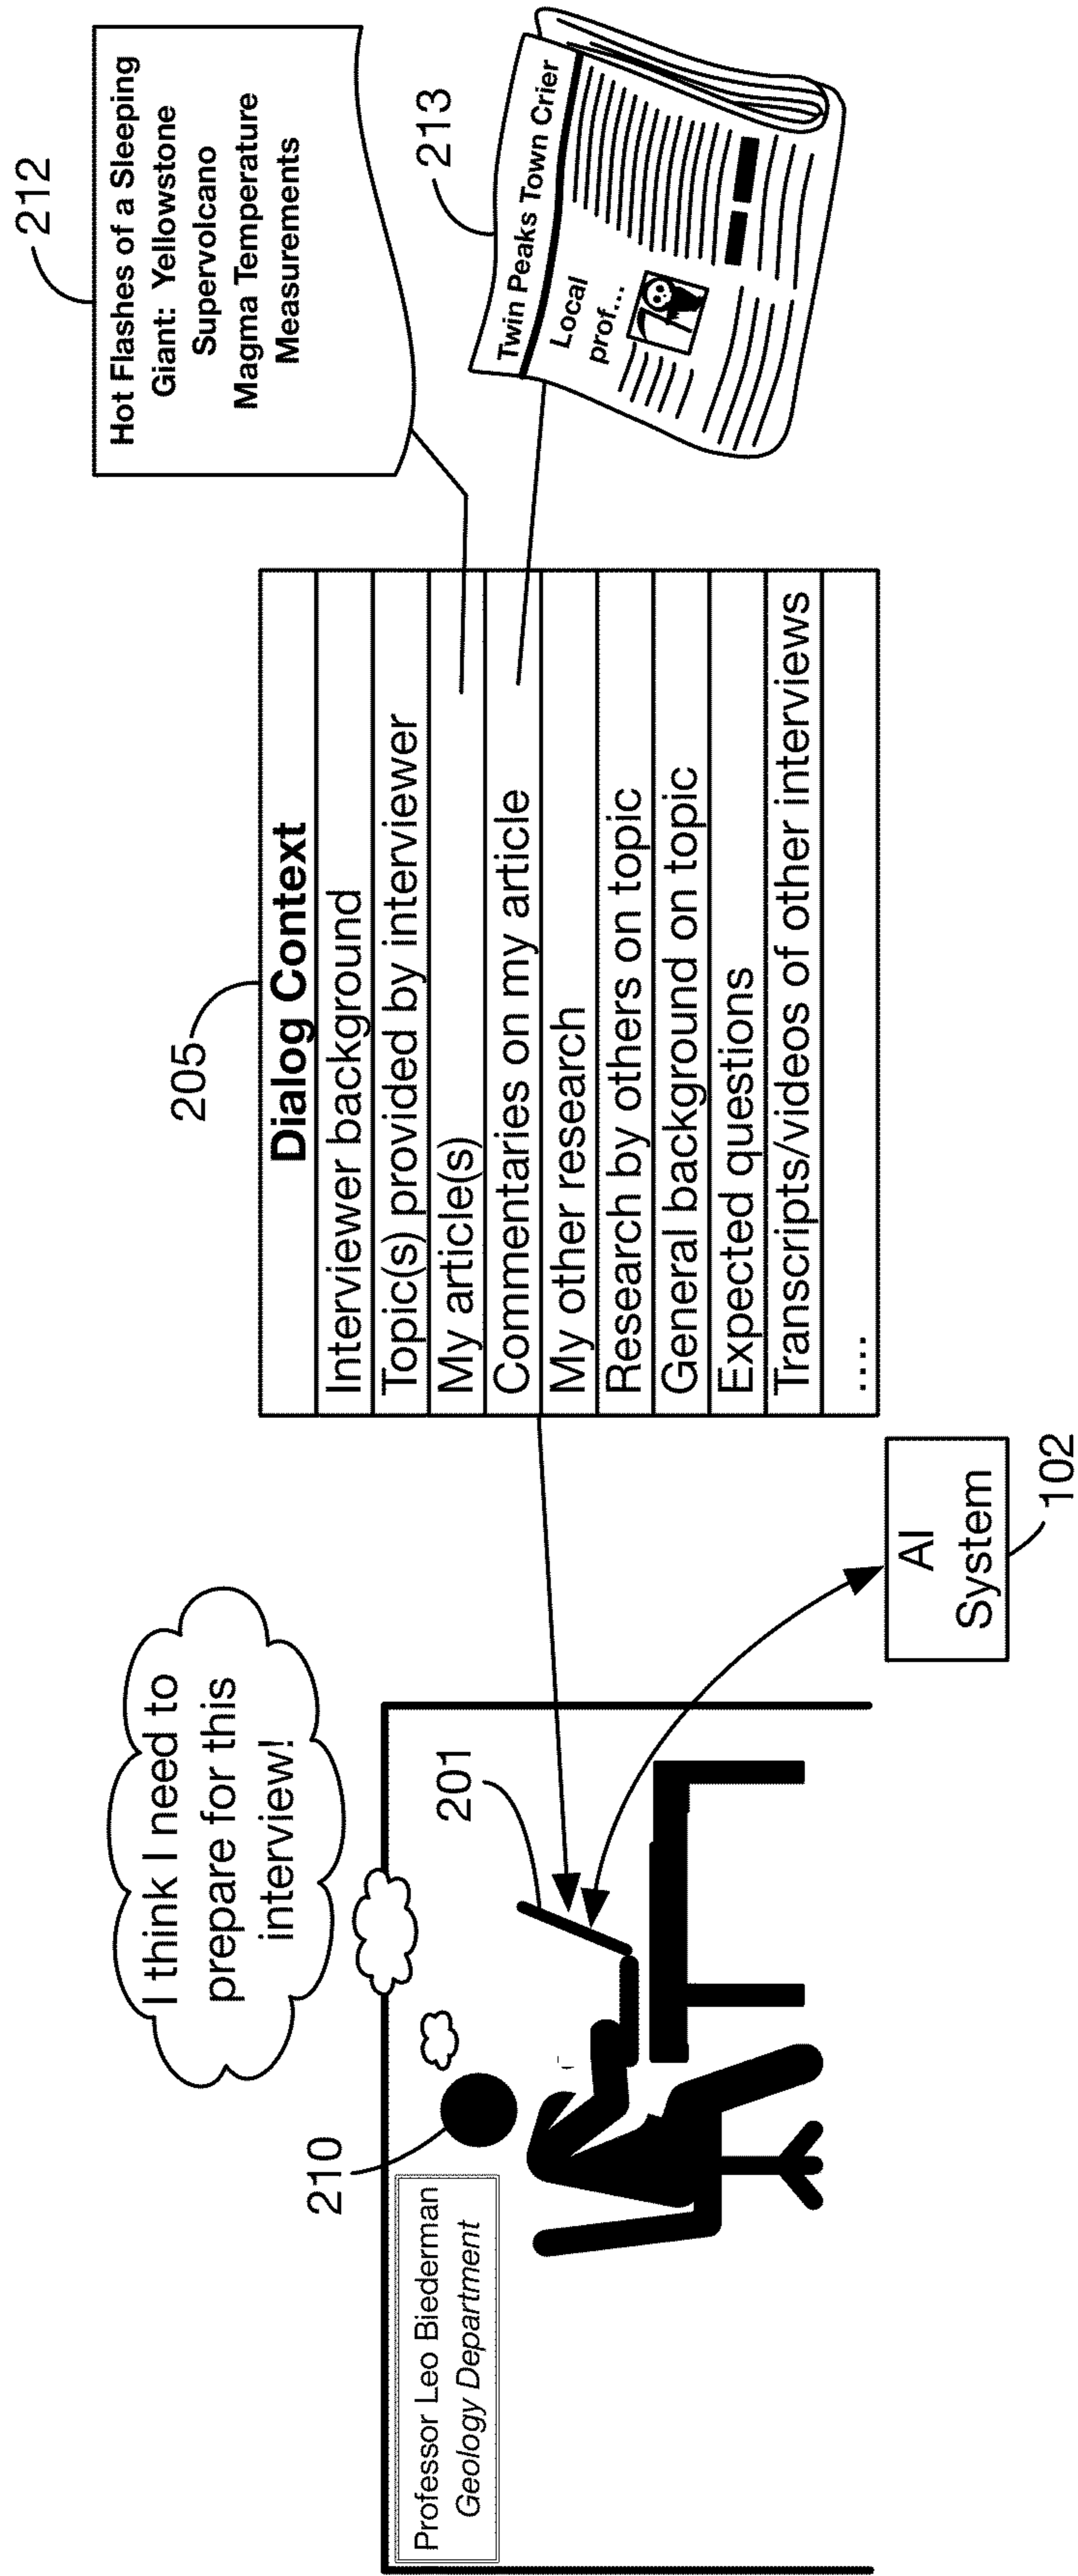 I think I need to
prepare for this
interview!
210
Professor Leo Biederman
Geology Department
201
AI
System
102
205
Dialog Context
Interviewer background
Topic(s) provided by interviewer
My article(s)
Commentaries on my article
My other research
Research by others on topic
General background on topic
Expected questions
Transcripts/videos of other interviews
....
212
Hot Flashes of a Sleeping
Giant: Yellowstone
Supervolcano
Magma Temperature
Measurements
213
Twin Peaks Town Crier
Local
prof...